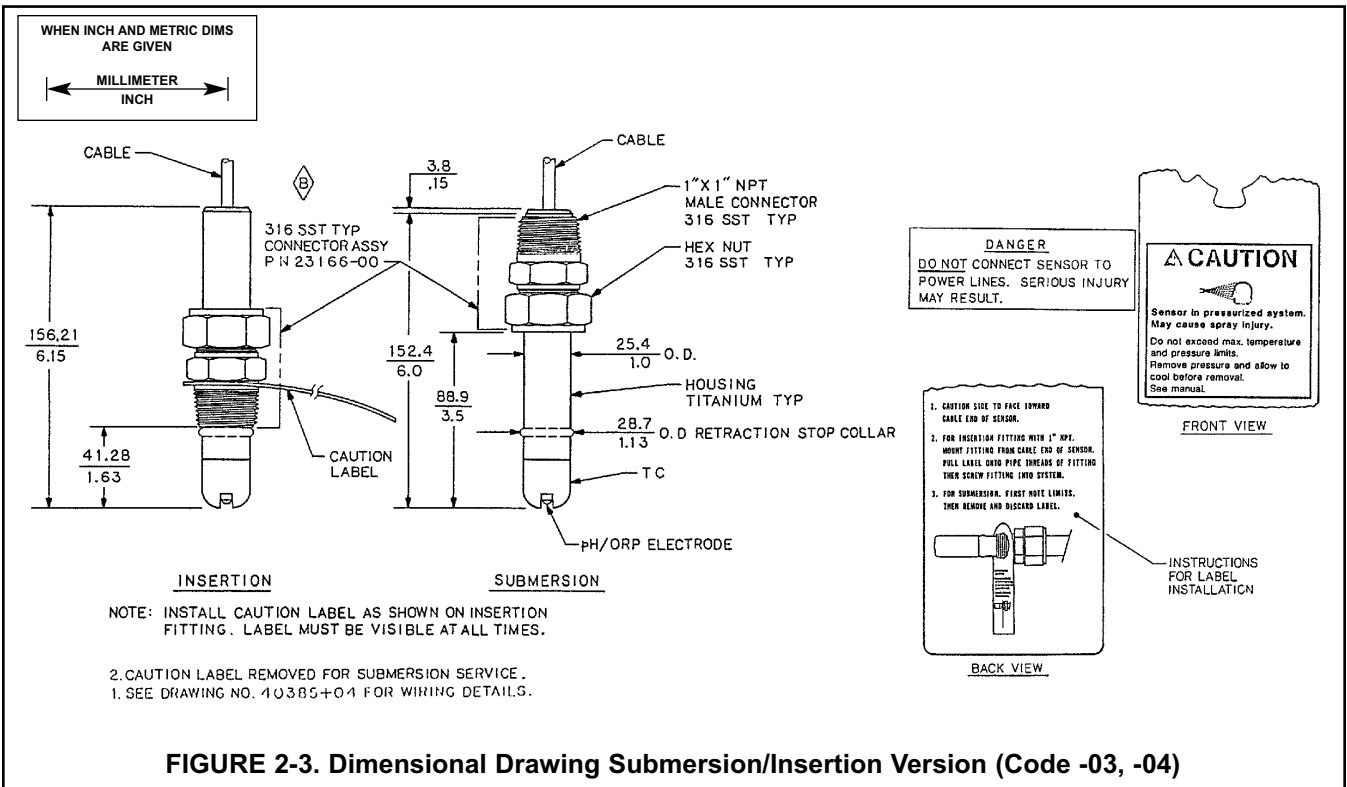 WHEN INCH AND METRIC DIMS
ARE GIVEN
MILLIMETER
INCH
CABLE
B
316 SST TYP
CONNECTOR ASSY
PN 23166-00
156,21
6.15
41.28
1.63
CAUTION
LABEL
INSERTION
CABLE
3.8
.15
1"X 1" NPT
MALE CONNECTOR
316 SST TYP
HEX NUT
316 SST TYP
152.4
6.0
88.9
3.5
25.4
1.0
O.D.
HOUSING
TITANIUM TYP
28.7
1.13
O.D RETRACTION STOP COLLAR
TC
pH/ORP ELECTRODE
SUBMERSION
NOTE: INSTALL CAUTION LABEL AS SHOWN ON INSERTION
FITTING. LABEL MUST BE VISIBLE AT ALL TIMES.
2. CAUTION LABEL REMOVED FOR SUBMERSION SERVICE.
1. SEE DRAWING NO. 40385+04 FOR WIRING DETAILS.
DANGER
DO NOT CONNECT SENSOR TO
POWER LINES. SERIOUS INJURY
MAY RESULT.
CAUTION
Sensor in pressurized system.
May cause spray injury.
Do not exceed max. temperature
and pressure limits.
Remove pressure and allow to
cool before removal.
See manual.
FRONT VIEW
1. CAUTION SIDE TO FACE TOWARD
CABLE END OF SENSOR.
2. FOR INSERTION FITTING WITH 1" NPT.
MOUNT FITTING FROM CABLE END OF SENSOR.
PULL LABEL ONTO PIPE THREADS OF FITTING
THEN SCREW FITTING INTO SYSTEM.
3. FOR SUBMERSION, FIRST NOTE LIMITS,
THEN REMOVE AND DISCARD LABEL.
INSTRUCTIONS
FOR LABEL
INSTALLATION
BACK VIEW
FIGURE 2-3. Dimensional Drawing Submersion/Insertion Version (Code -03, -04)